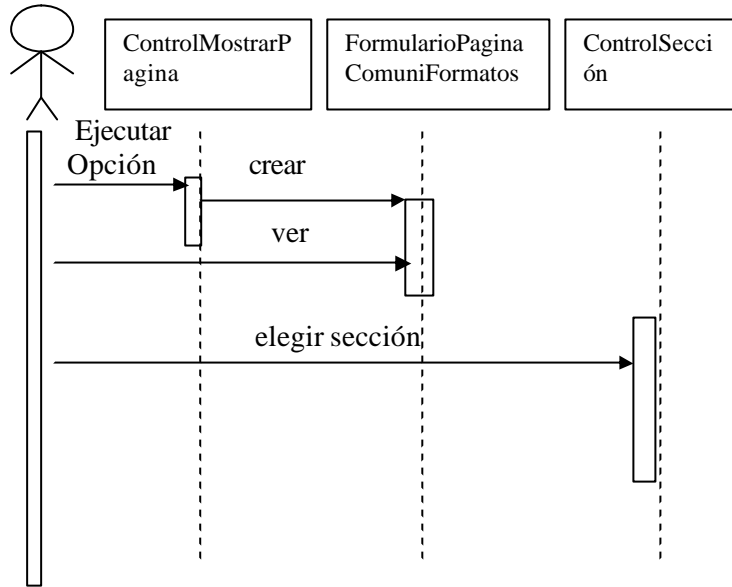 ControlMostrarP
agina
FormularioPagina
ComuniFormatos
ControlSecci
ón
Ejecutar
Opción
crear
ver
elegir sección